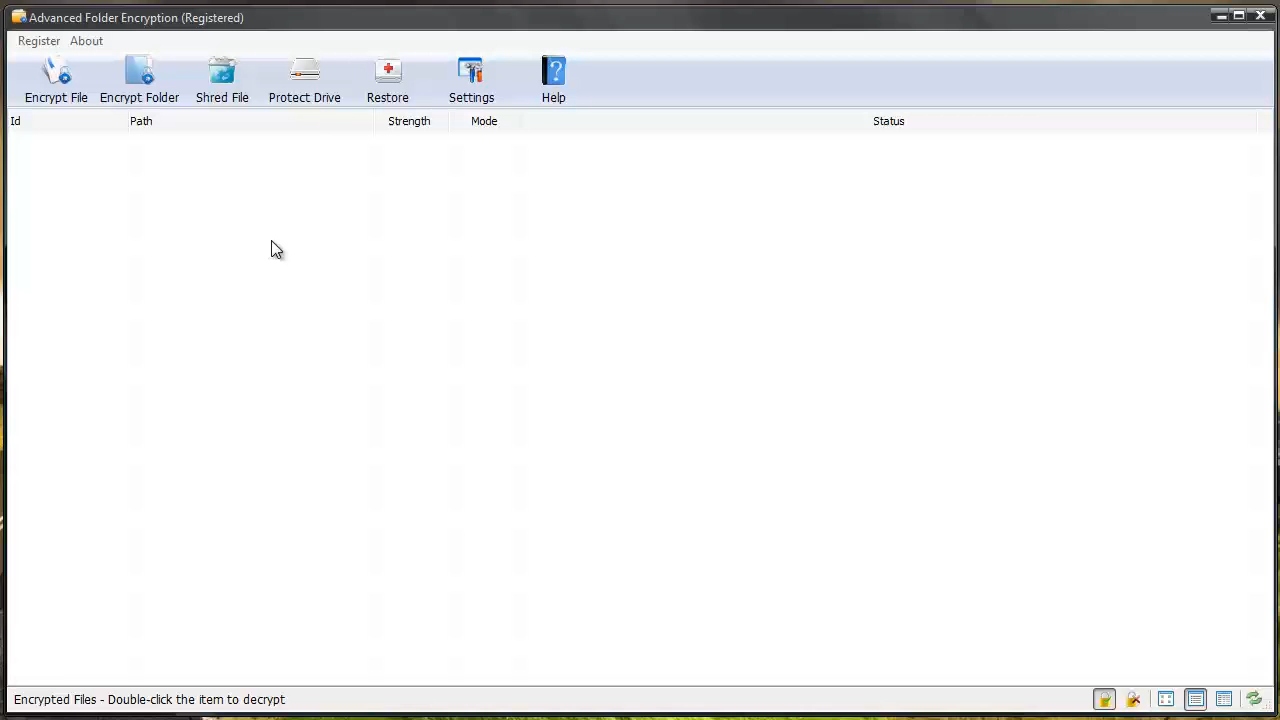 Advanced Folder Encryption (Registered)
Register About
Encrypt File Encrypt Folder Shred File Protect Drive Restore Settings Help
Id Path Strength Mode Status
Encrypted Files - Double-click the item to decrypt